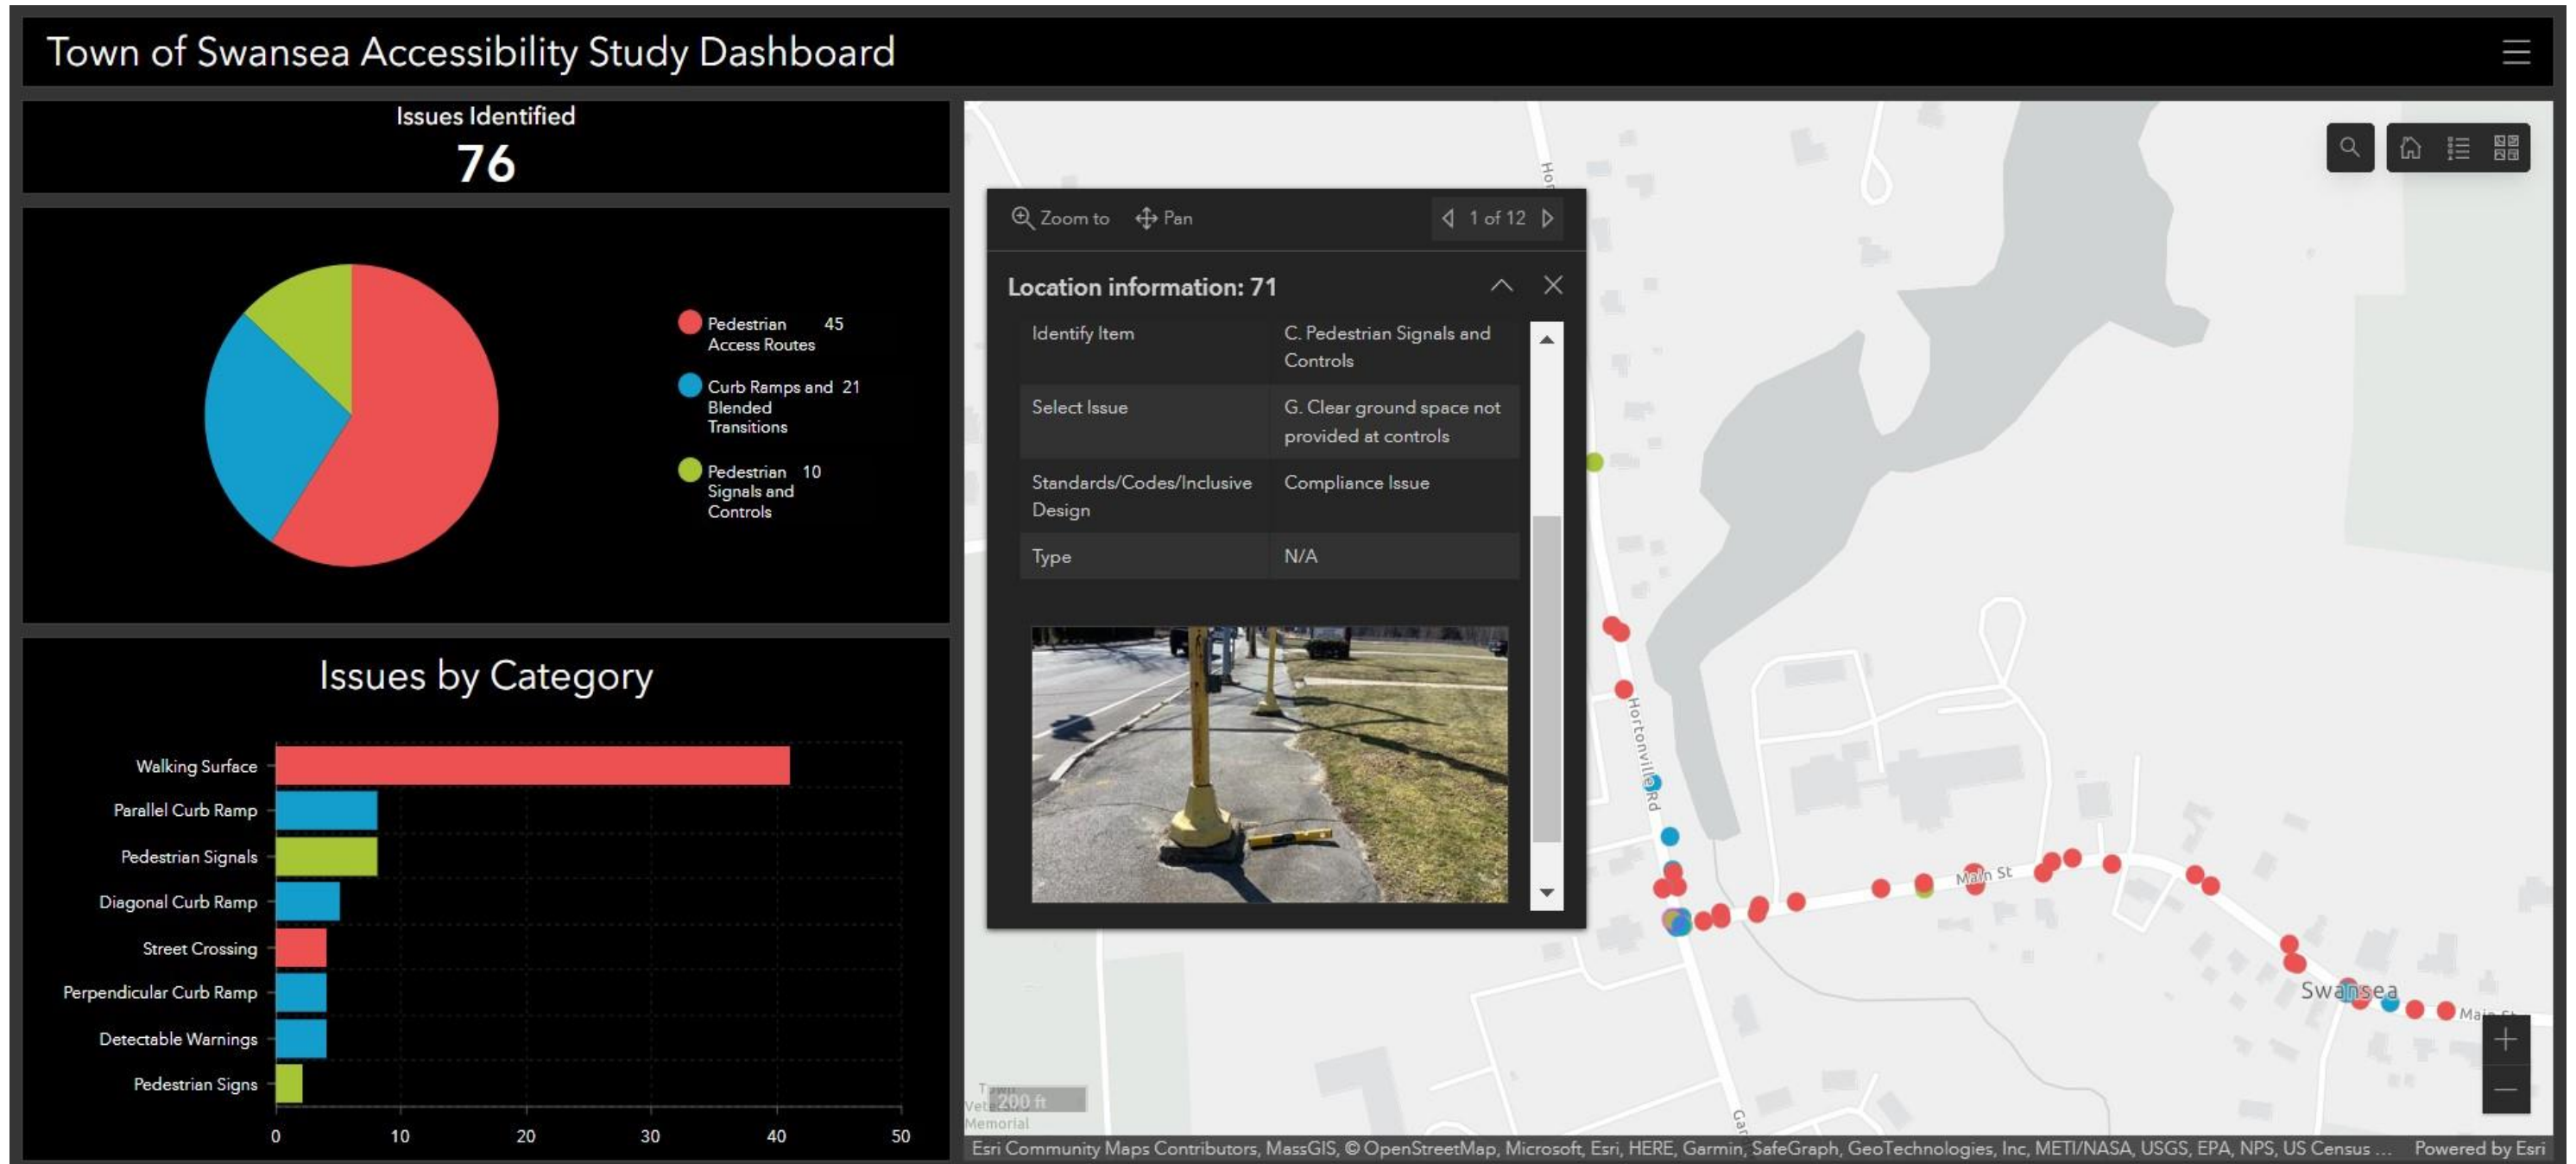 Town of Swansea Accessibility Study Dashboard
Issues Identified
76
Pedestrian 45
Access Routes
Curb Ramps and 21
Blended
Transitions
Pedestrian 10
Signals and
Controls
Issues by Category
Walking Surface
Parallel Curb Ramp
Pedestrian Signals
Diagonal Curb Ramp
Street Crossing
Perpendicular Curb Ramp
Detectable Warnings
Pedestrian Signs
0 10 20 30 40 50
Zoom to Pan 1 of 12
Location information: 71
Identify Item C. Pedestrian Signals and
Controls
Select Issue G. Clear ground space not
provided at controls
Standards/Codes/Inclusive Compliance Issue
Design
Type N/A
Hor
Hortonville Rd
Main St
Swansea
Main St
Gar
Town
Vete
Memorial
200 ft
Esri Community Maps Contributors, MassGIS, © OpenStreetMap, Microsoft, Esri, HERE, Garmin, SafeGraph, GeoTechnologies, Inc, METI/NASA, USGS, EPA, NPS, US Census ... Powered by Esri